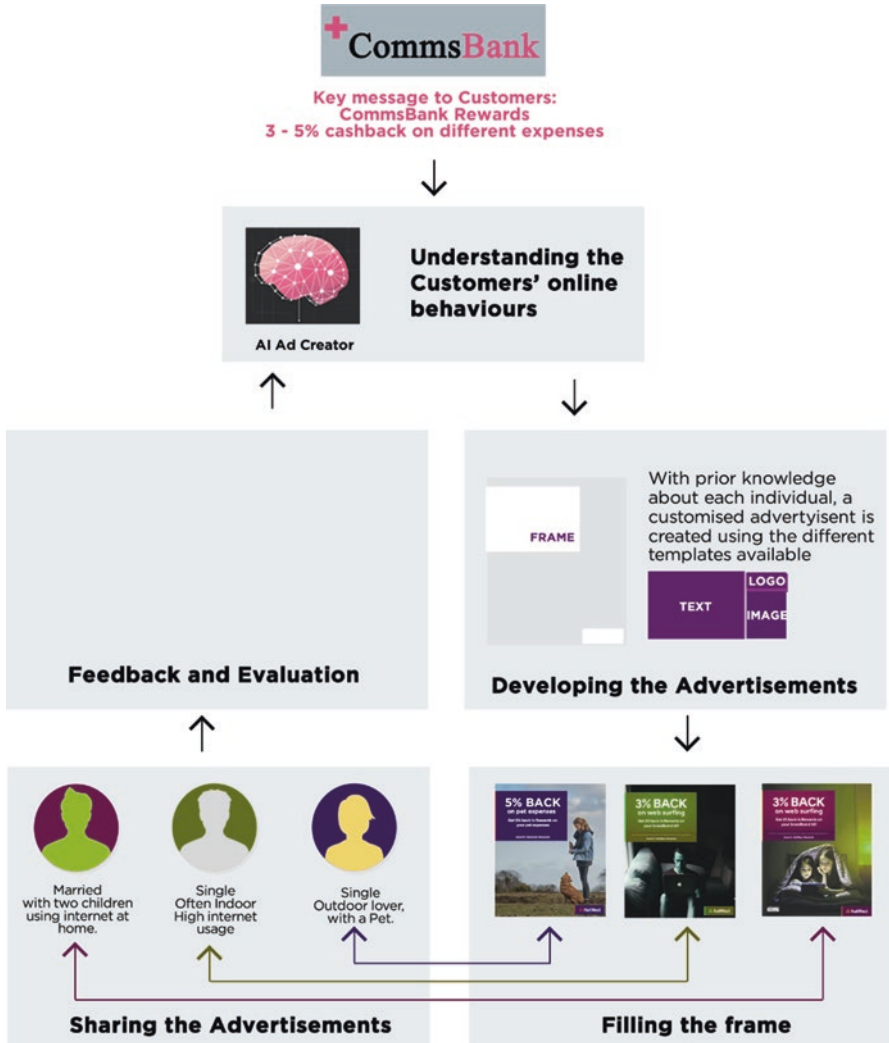 CommsBank
Key message to Customers:
CommsBank Rewards
3 - 5% cashback on different expenses
Understanding the
Customers' online
behaviours
AI Ad Creator
With prior knowledge
about each individual, a
customised advertyisent is
created using the different
templates available
FRAME
TEXT
LOGO
IMAGE
Feedback and Evaluation
Developing the Advertisements
5% BACK
on pet expenses
3% BACK
on web surfing
3% BACK
on web surfing
Married
with two children
using internet at
home.
Single
Often Indoor
High internet
usage
Single
Outdoor lover,
with a Pet.
Sharing the Advertisements
Filling the frame